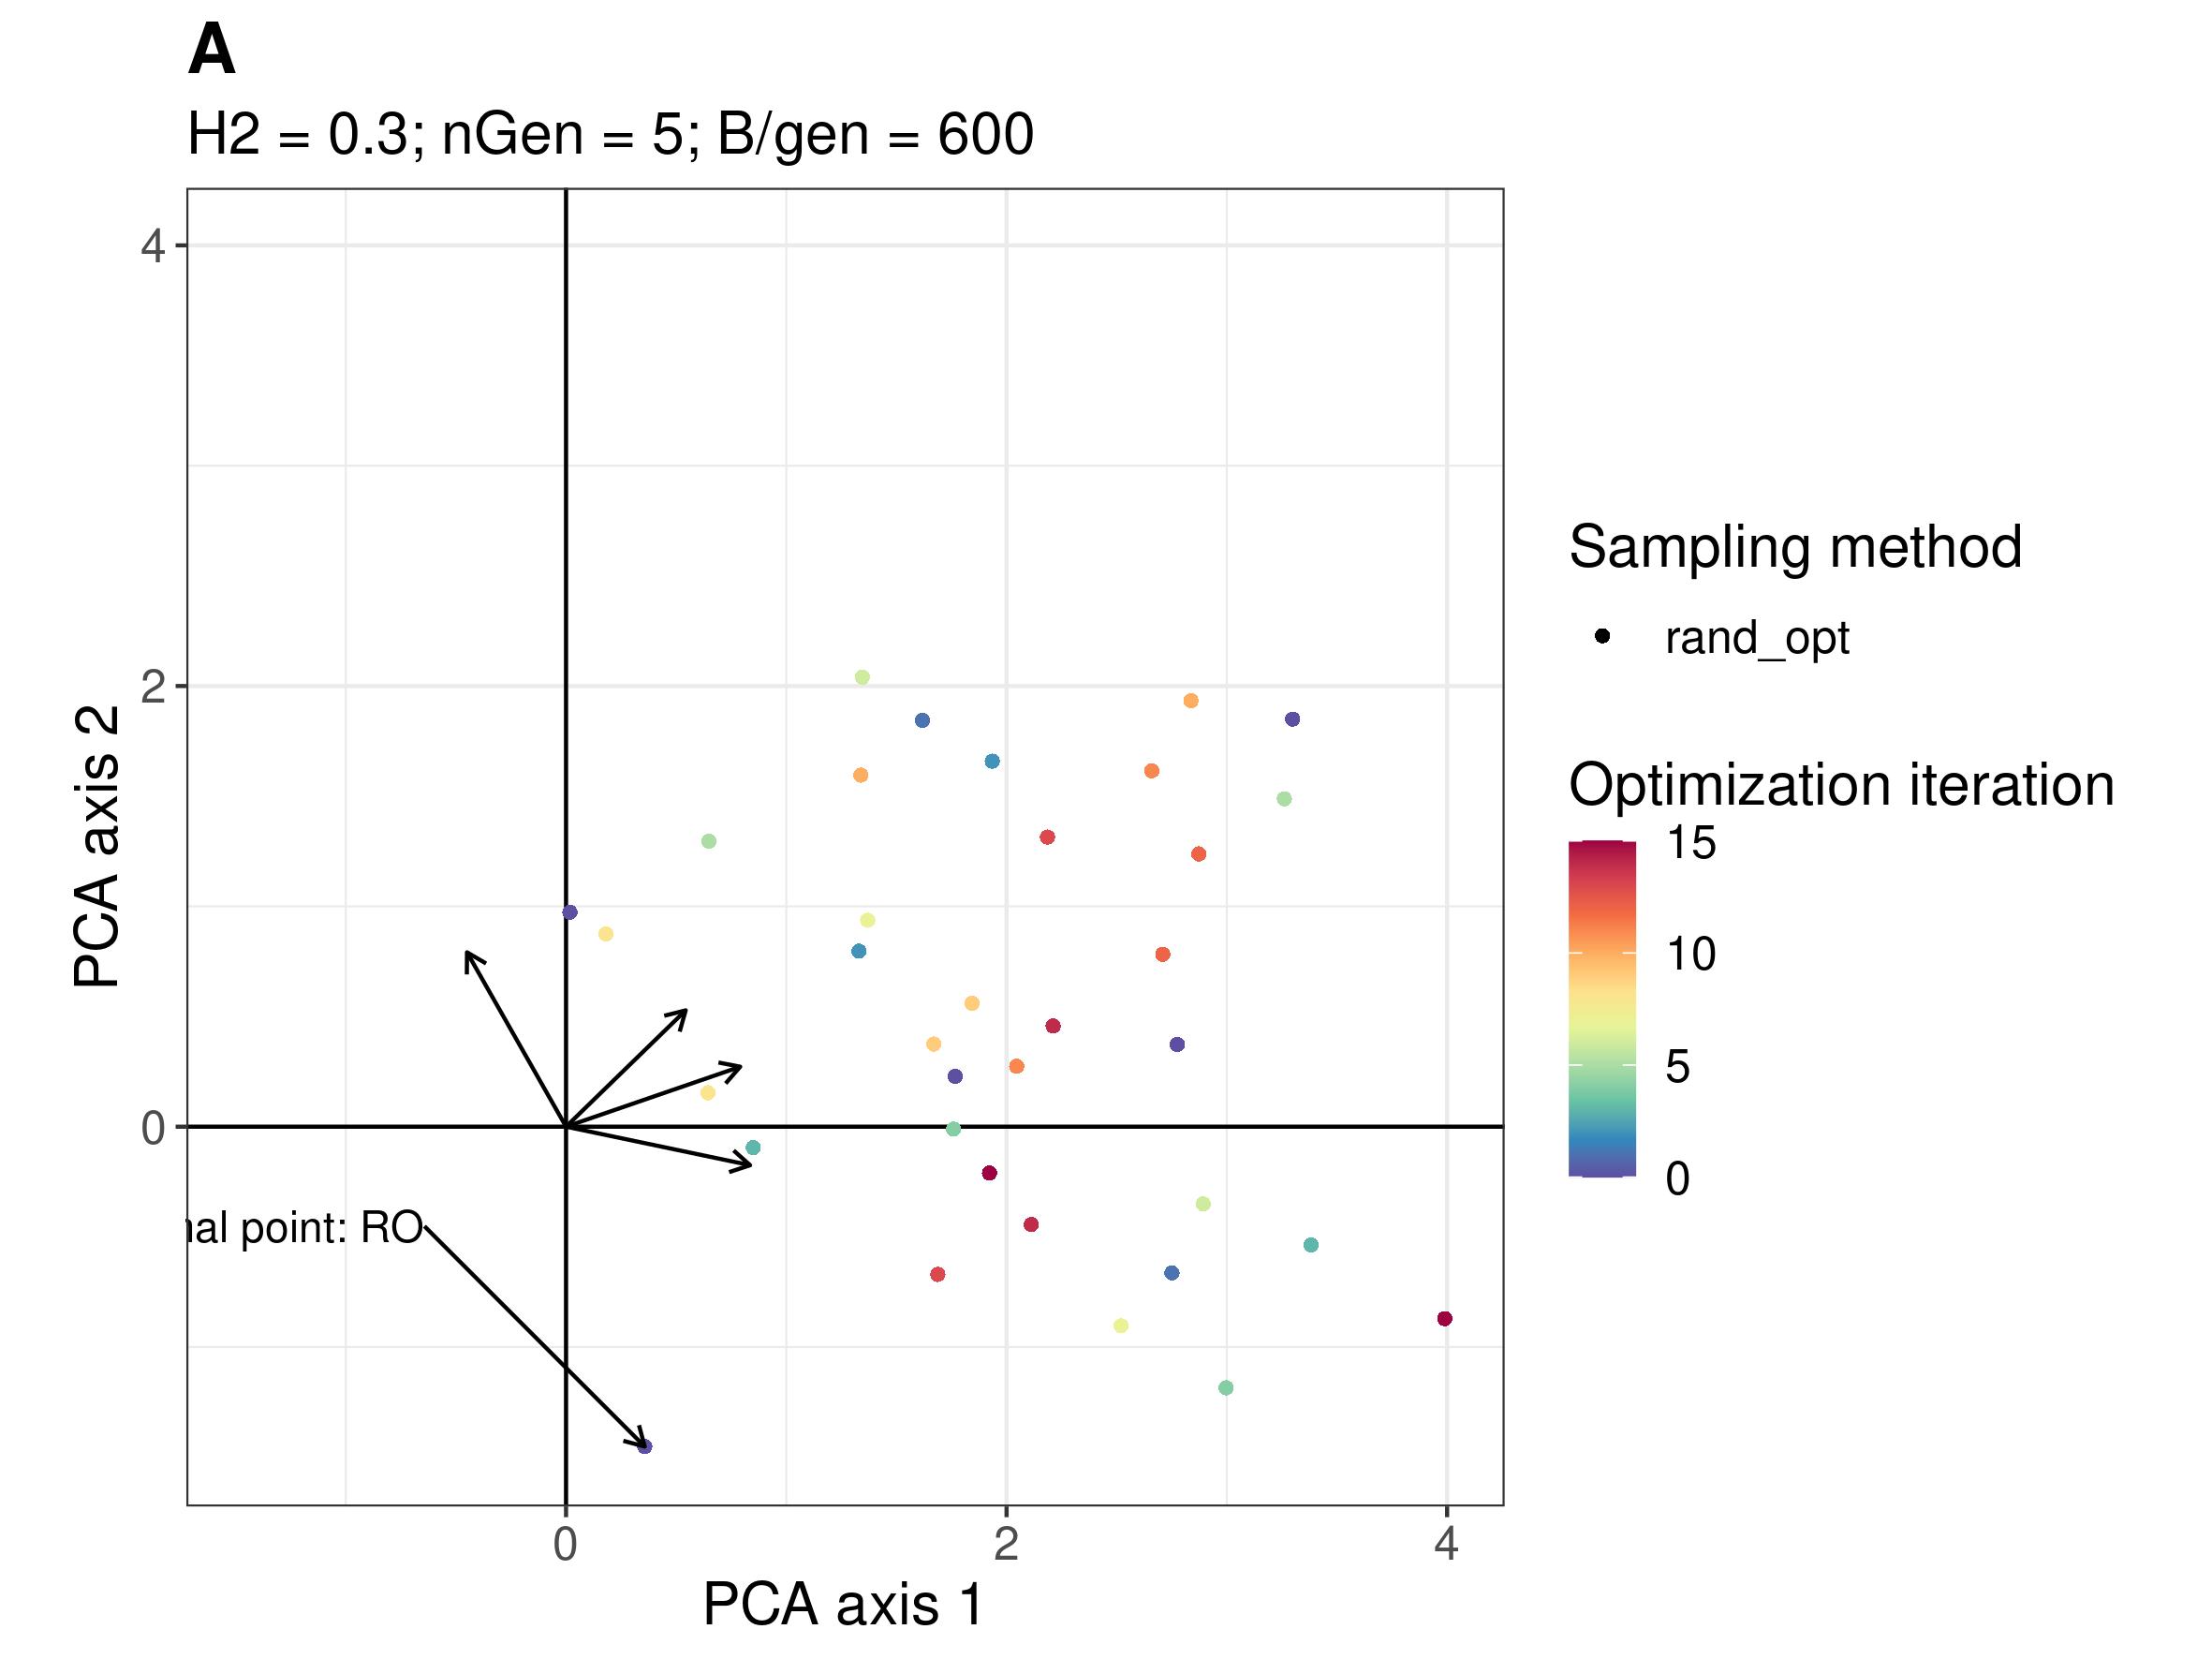 A
H2 = 0.3; nGen = 5; B/gen = 600
4
2
0
PCA axis 2
nal point: RO
0
2
4
PCA axis 1
Sampling method
rand_opt
Optimization iteration
15
10
5
0